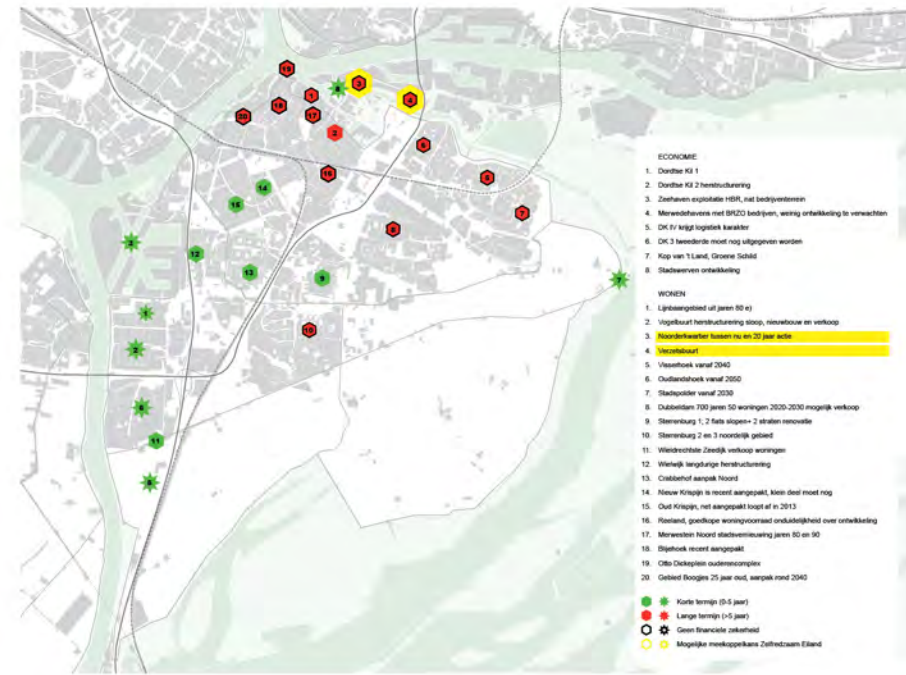 ECONOMIE
1. Dordtse Kil 1
2. Dordtse Kil 2 herstructurering
3. Zeehaven exploitatie HBR, nat bedrijventerrein
4. Merwedehavens met BRZO bedrijven, weinig ontwikkeling te verwachten
5. DK IV krijgt logistiek karakter
6. DK 3 tweederde moet nog uitgegeven worden
7. Kop van 't Land, Groene Schild
8. Stadswerven ontwikkeling
WONEN
1. Lijnbaangebied uit jaren 80 e)
2. Vogelbuurt herstructurering sloop, nieuwbouw en verkoop
3. Noorderkwartier tussen nu en 20 jaar actie
4. Verzetsbuurt
5. Visserhoek vanaf 2040
6. Oudlandshoek vanaf 2050
7. Stadspolder vanaf 2030
8. Dubbeldam 700 jaren 50 woningen 2020-2030 mogelijk verkoop
9. Sterrenburg 1; 2 flats slopen+ 2 straten renovatie
10. Sterrenburg 2 en 3 noordelijk gebied
11. Wieldrechtste Zeedijk verkoop woningen
12. Wielwijk langdurige herstructurering
13. Crabbehof aanpak Noord
14. Nieuw Krispijn is recent aangepakt, klein deel moet nog
15. Oud Krispijn, net aangepakt loopt af in 2013
16. Reeland, goedkope woningvoorraad onduidelijkheid over ontwikkeling
17. Merwestein Noord stadsvernieuwing jaren 80 en 90
18. Blijehoek recent aangepakt
19. Otto Dickeplein ouderencomplex
20. Gebied Boogjes 25 jaar oud, aanpak rond 2040
Korte termijn (0-5 jaar)
Lange termijn (>5 jaar)
Geen financiele zekerheid
Mogelijke meekoppelkans Zelfredzaam Eiland